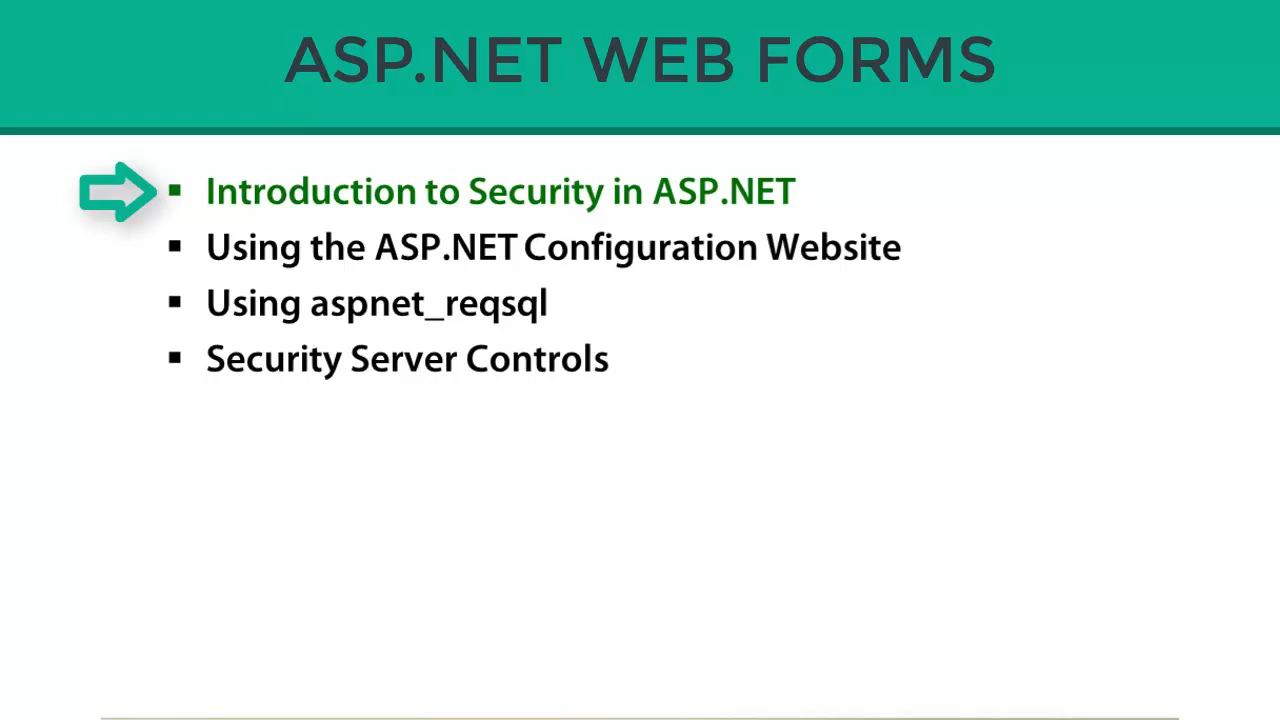 ASP.NET WEB FORMS
▪ Introduction to Security in ASP.NET
▪ Using the ASP.NET Configuration Website
▪ Using aspnet_reqsql
▪ Security Server Controls